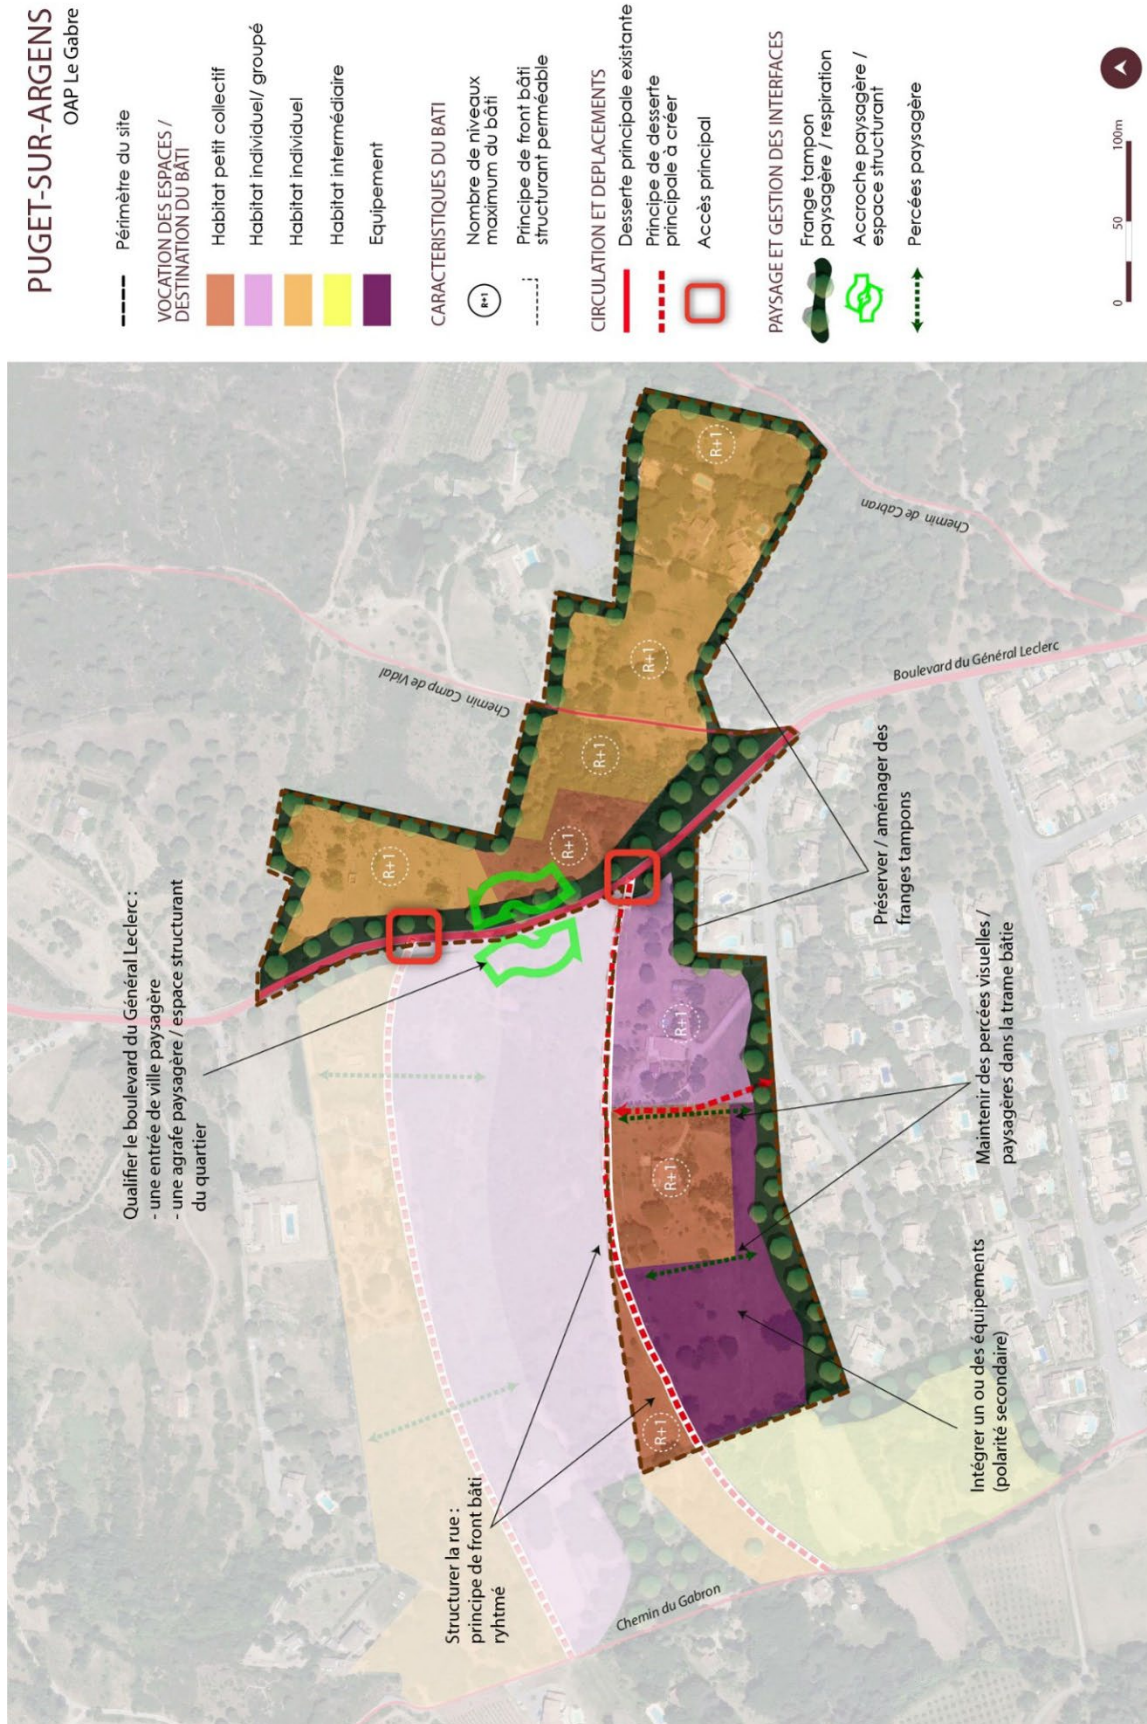 PUGET-SUR-ARGENS
OAP Le Gabre
Périmètre du site
VOCATION DES ESPACES /
DESTINATION DU BÂTI
Habitat petit collectif
Habitat individuel/ groupé
Habitat individuel
Habitat intermédiaire
Equipement
CARACTERISTIQUES DU BATI
R+1
Nombre de niveaux
maximum du bâti
Principe de front bâti
structurant perméable
CIRCULATION ET DEPLACEMENTS
Desserte principale existante
Principe de desserte
principale à créer
Accès principal
PAYSAGE ET GESTION DES INTERFACES
Frange tampon
paysagère / respiration
Accroche paysagère /
espace structurant
Percées paysagère
0
50
100m
Qualifier le boulevard du Général Leclerc :
- une entrée de ville paysagère
- une agrafe paysagère / espace structurant
du quartier
Chemin Camp de Vidal
Chemin de Cabran
Boulevard du Général Leclerc
R+1
R+1
R+1
R+1
R+1
R+1
R+1
R+1
Structurer la rue :
principe de front bâti
ryhtmé
Chemin du Gabron
Préserver / aménager des
franges tampons
Maintenir des percées visuelles /
paysagères dans la trame bâtie
Intégrer un ou des équipements
(polarité secondaire)